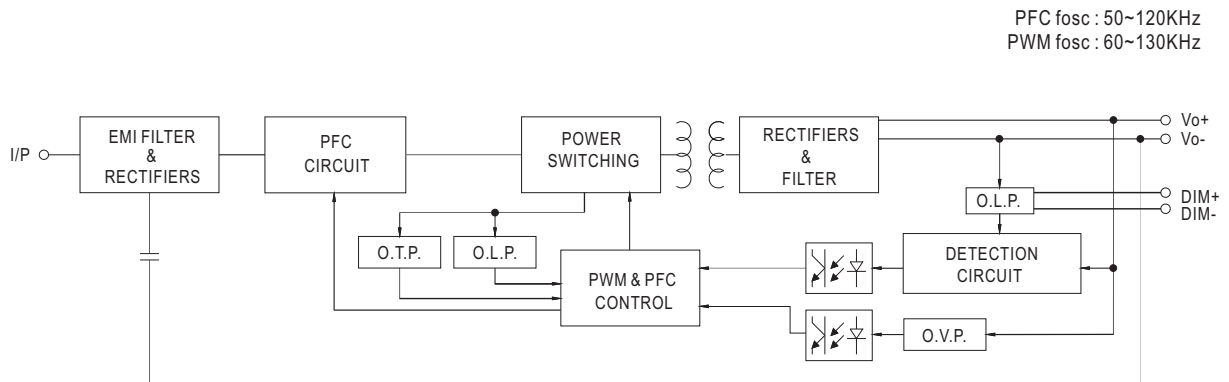 PFC fosc : 50~120KHz
PWM fosc : 60~130KHz
I/P
EMI FILTER
&
RECTIFIERS
PFC
CIRCUIT
POWER
SWITCHING
RECTIFIERS
&
FILTER
Vo+
Vo-
DIM+
DIM-
O.L.P.
O.T.P.
O.L.P.
PWM & PFC
CONTROL
DETECTION
CIRCUIT
O.V.P.